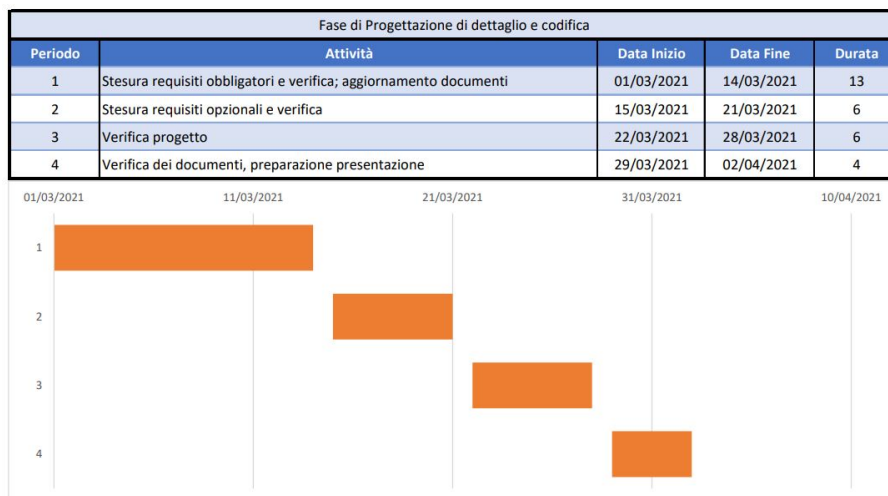 Fase di Progettazione di dettaglio e codifica
Periodo Attività Data Inizio Data Fine Durata
1 Stesura requisiti obbligatori e verifica; aggiornamento documenti 01/03/2021 14/03/2021 13
2 Stesura requisiti opzionali e verifica 15/03/2021 21/03/2021 6
3 Verifica progetto 22/03/2021 28/03/2021 6
4 Verifica dei documenti, preparazione presentazione 29/03/2021 02/04/2021 4
01/03/2021 11/03/2021 21/03/2021 31/03/2021 10/04/2021
1
2
3
4